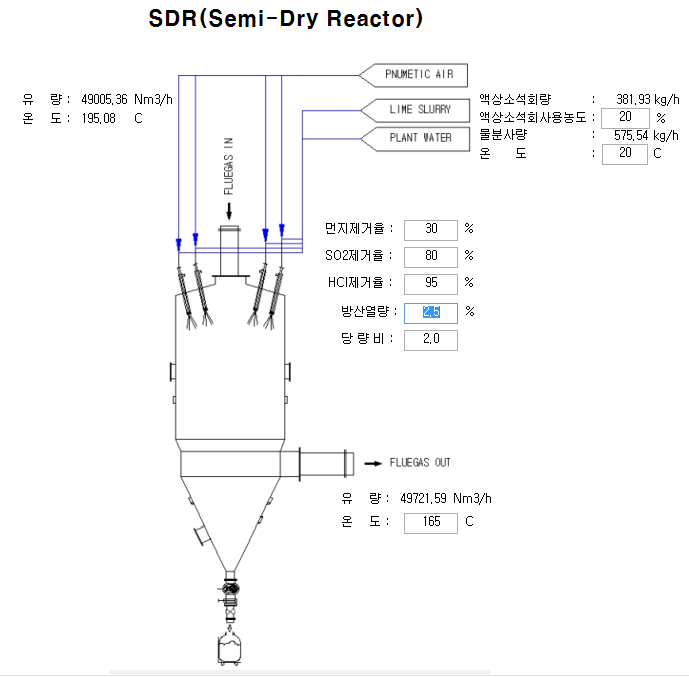 SDR(Semi-Dry Reactor)
PNUMETIC AIR
유 량 : 49005,36 Nm3/h
온 도 : 195,08 C
LIME SLURRY
PLANT WATER
액상소석회량 : 381,93 kg/h
액상소석회사용농도 : 20 %
물분사량 : 575,54 kg/h
온 도 : 20 C
FLUEGAS IN
먼지제거율 : 30 %
SO2제거율 : 80 %
HCl제거율 : 95 %
방산열량 : 2,5 %
당 량 비 : 2,0
FLUEGAS OUT
유 량 : 49721,59 Nm3/h
온 도 : 165 C